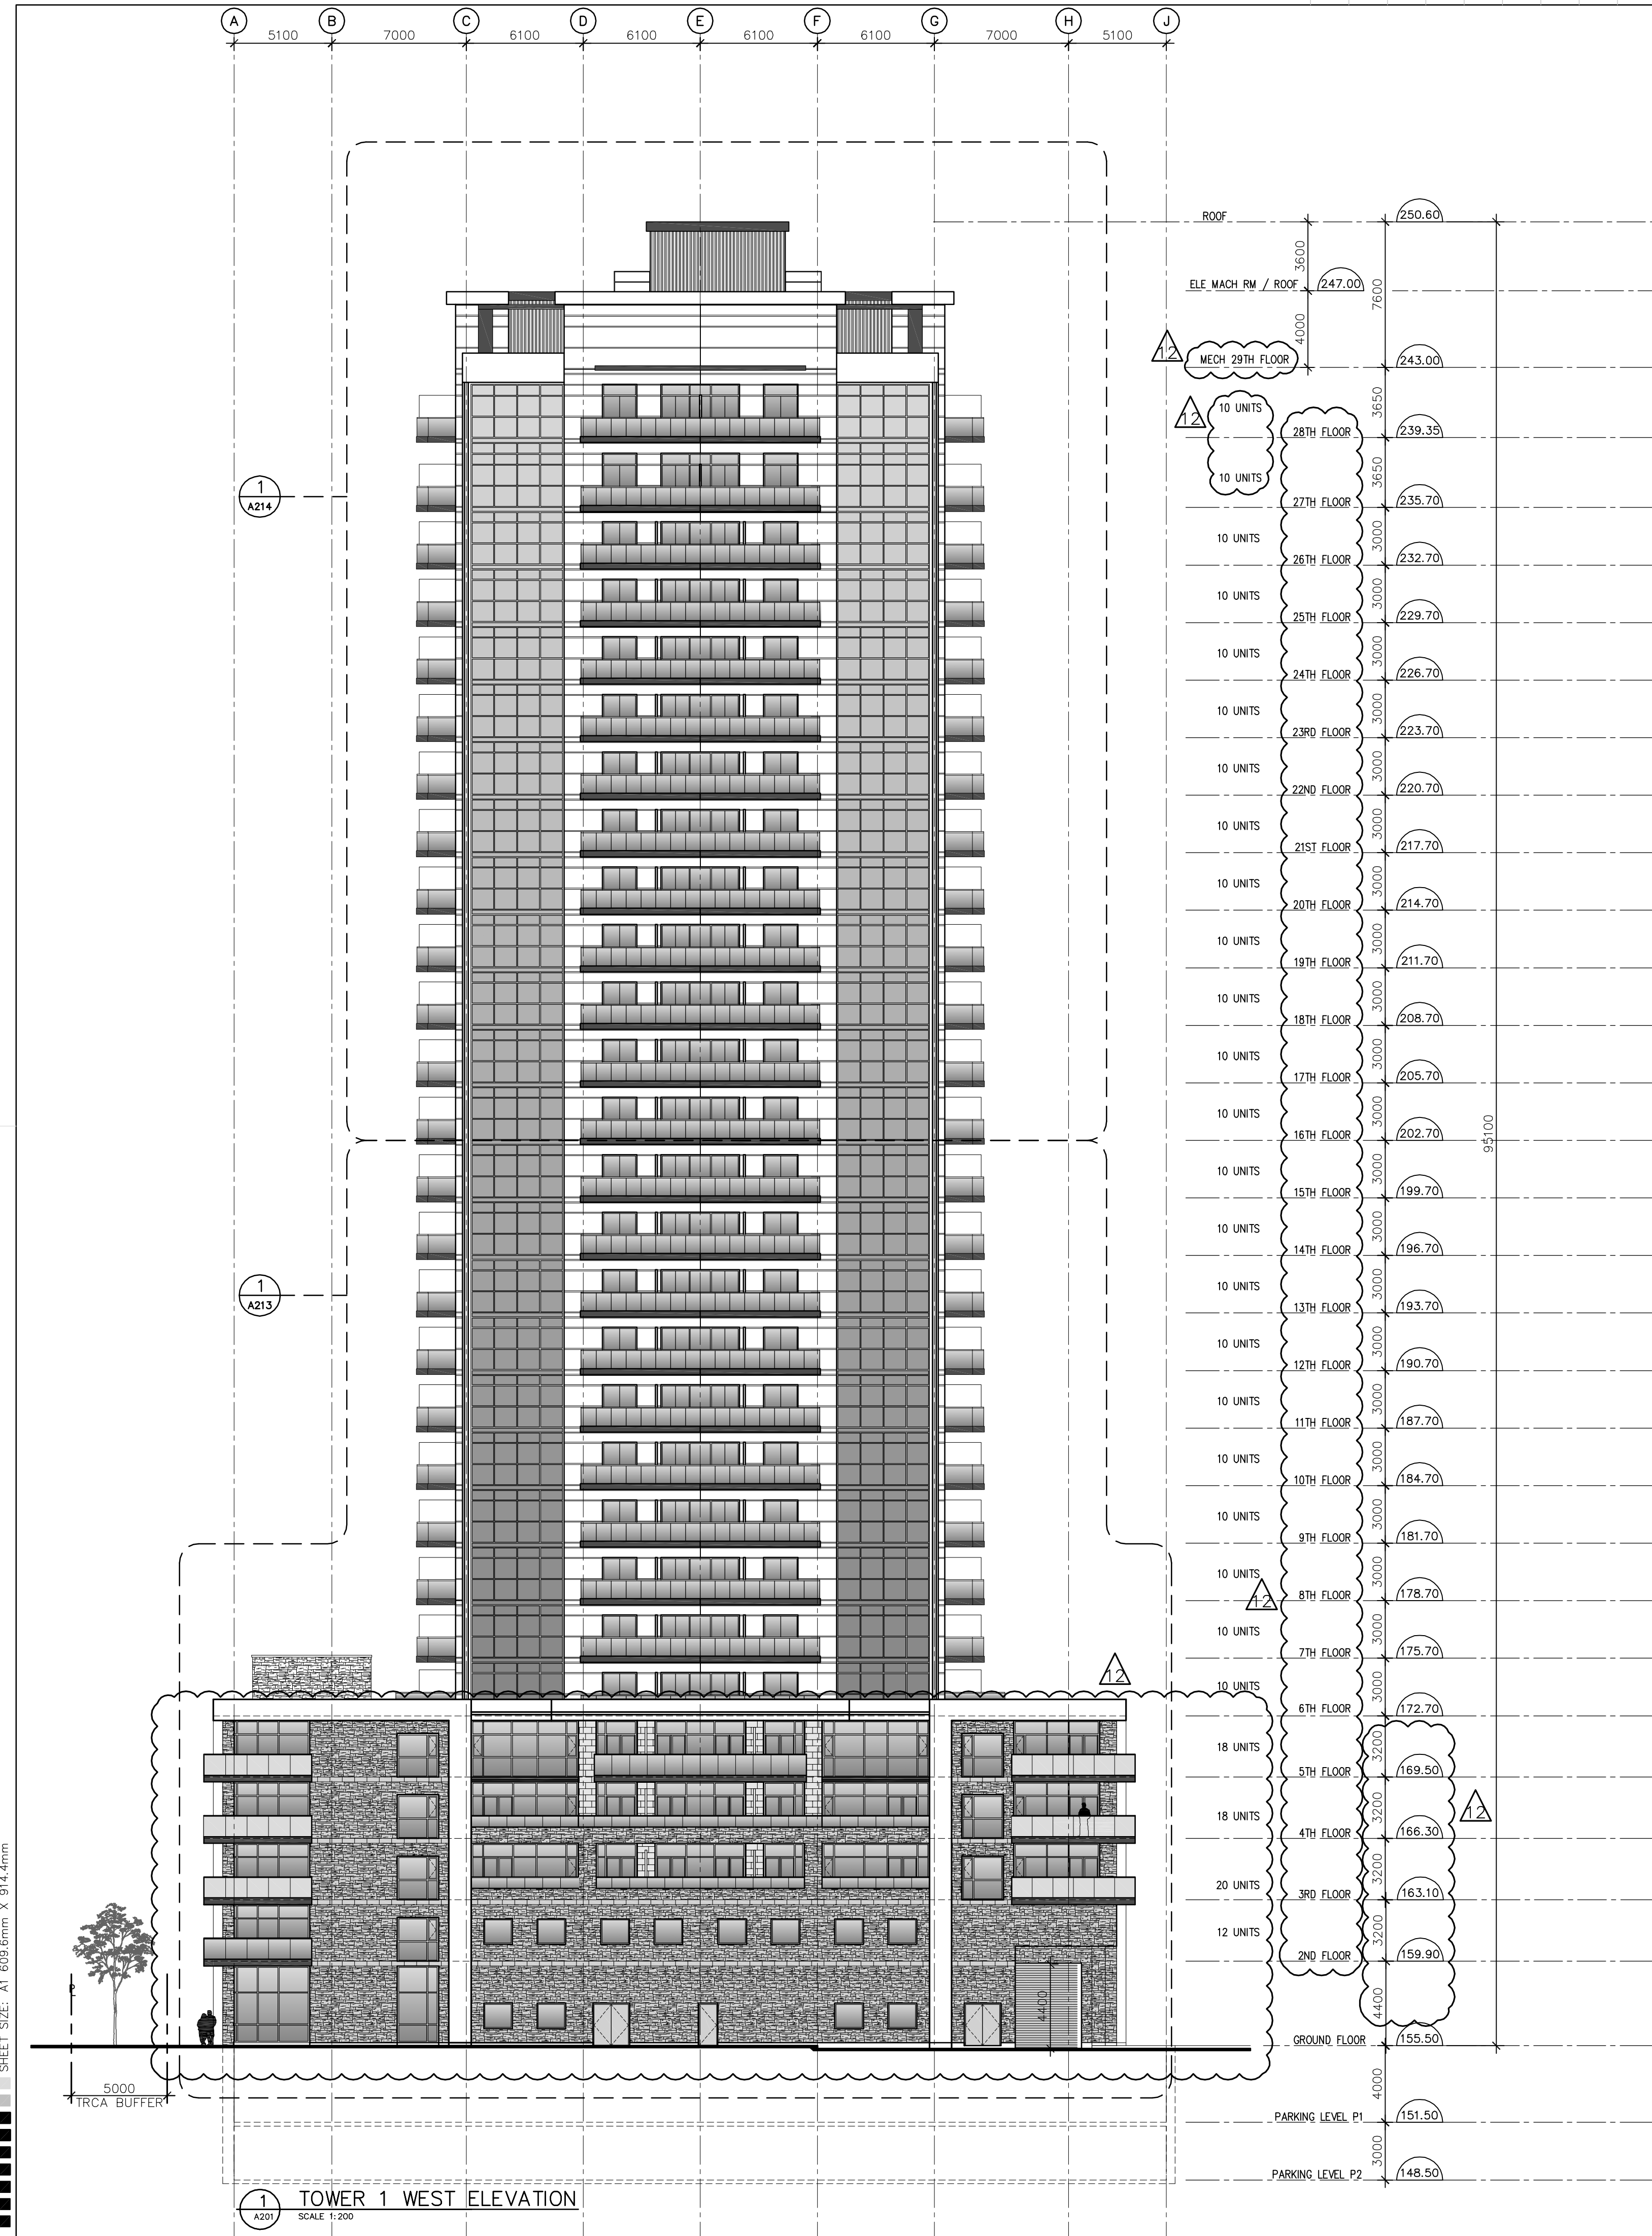 A B C D E F G H J
5100 7000 6100 6100 6100 6100 7000 5100
ROOF 250.60
3600
ELE MACH RM / ROOF 247.00
7600
4000
12 MECH 29TH FLOOR 243.00
3650
12 10 UNITS
28TH FLOOR 239.35
3650
10 UNITS
1
A214
27TH FLOOR 235.70
10 UNITS 3000
26TH FLOOR 232.70
10 UNITS 3000
25TH FLOOR 229.70
10 UNITS 3000
24TH FLOOR 226.70
10 UNITS 3000
23RD FLOOR 223.70
10 UNITS 3000
22ND FLOOR 220.70
10 UNITS 3000
21ST FLOOR 217.70
10 UNITS 3000
20TH FLOOR 214.70
10 UNITS 3000
19TH FLOOR 211.70
10 UNITS 3000
18TH FLOOR 208.70
10 UNITS 3000
17TH FLOOR 205.70
10 UNITS 3000
16TH FLOOR 202.70
95100
10 UNITS 3000
15TH FLOOR 199.70
10 UNITS 3000
14TH FLOOR 196.70
10 UNITS 3000
1
A213
13TH FLOOR 193.70
10 UNITS 3000
12TH FLOOR 190.70
10 UNITS 3000
11TH FLOOR 187.70
10 UNITS 3000
10TH FLOOR 184.70
10 UNITS 3000
9TH FLOOR 181.70
10 UNITS 3000
12 8TH FLOOR 178.70
10 UNITS 3000
7TH FLOOR 175.70
12
10 UNITS 3000
6TH FLOOR 172.70
18 UNITS 3200
5TH FLOOR 169.50
12
18 UNITS 3200
4TH FLOOR 166.30
20 UNITS 3200
3RD FLOOR 163.10
12 UNITS 3200
2ND FLOOR 159.90
4400
4400
GROUND FLOOR 155.50
4000
5000
TRCA BUFFER
PARKING LEVEL P1 151.50
3000
PARKING LEVEL P2 148.50
1
A201
TOWER 1 WEST ELEVATION
SCALE 1:200
SHEET SIZE: A1 609.6mm X 914.4mm